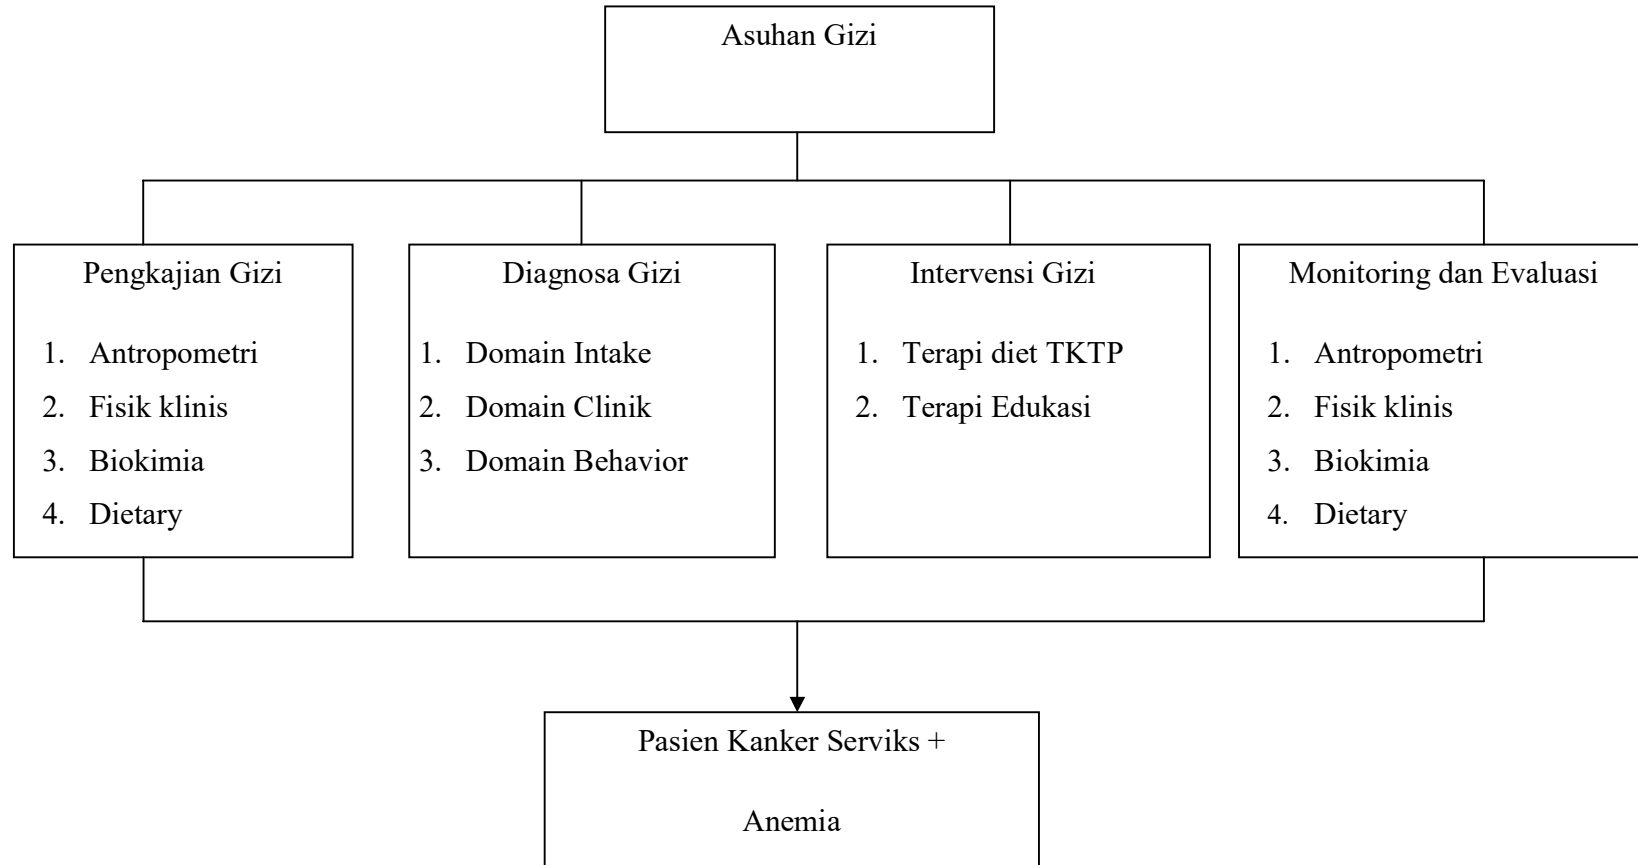 Asuhan Gizi
Pengkajian Gizi
1. Antropometri
2. Fisik klinis
3. Biokimia
4. Dietary
Diagnosa Gizi
1. Domain Intake
2. Domain Clinik
3. Domain Behavior
Intervensi Gizi
1. Terapi diet TKTP
2. Terapi Edukasi
Monitoring dan Evaluasi
1. Antropometri
2. Fisik klinis
3. Biokimia
4. Dietary
Pasien Kanker Serviks +
Anemia